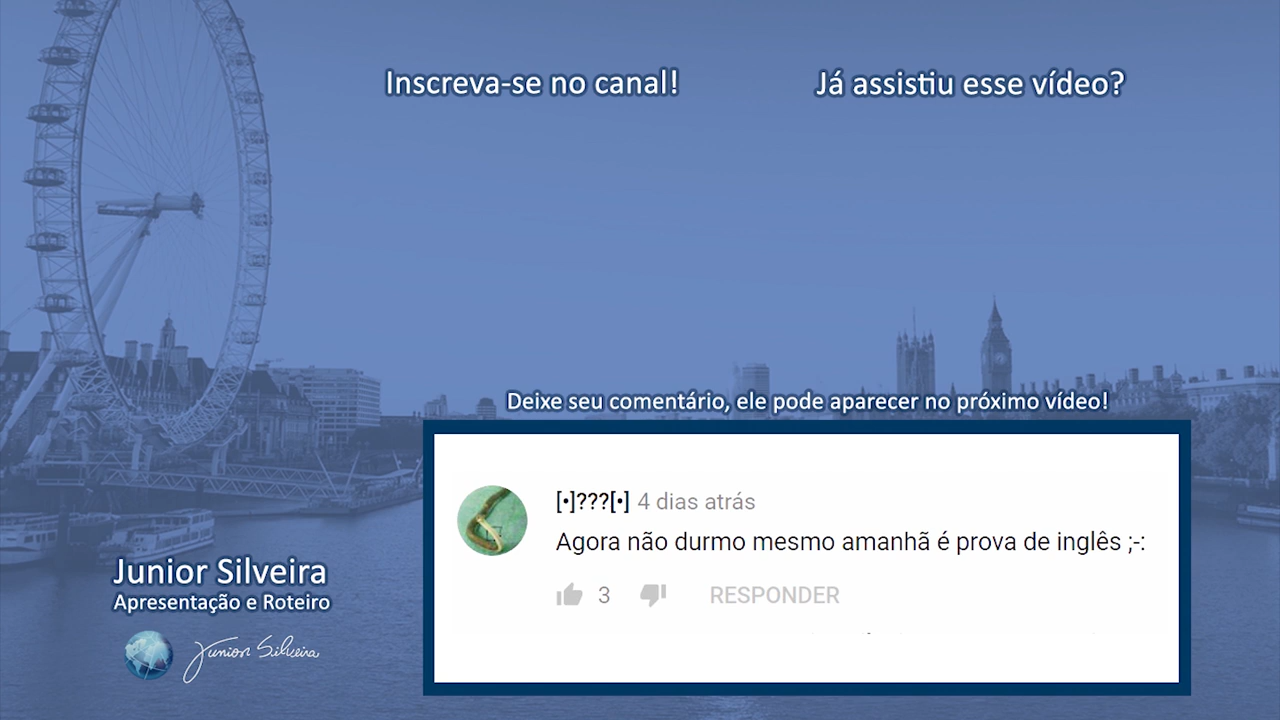 Inscreva-se no canal!
Já assistiu esse vídeo?
Deixe seu comentário, ele pode aparecer no próximo vídeo!
[•]???[•] 4 dias atrás
Agora não durmo mesmo amanhã é prova de inglês ;-:
3 RESPONDER
Junior Silveira
Apresentação e Roteiro
Junior Silveira